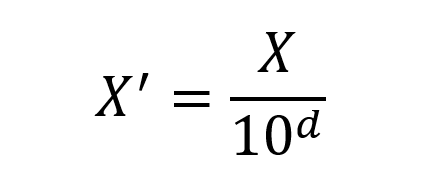 X′ = X / 10^d